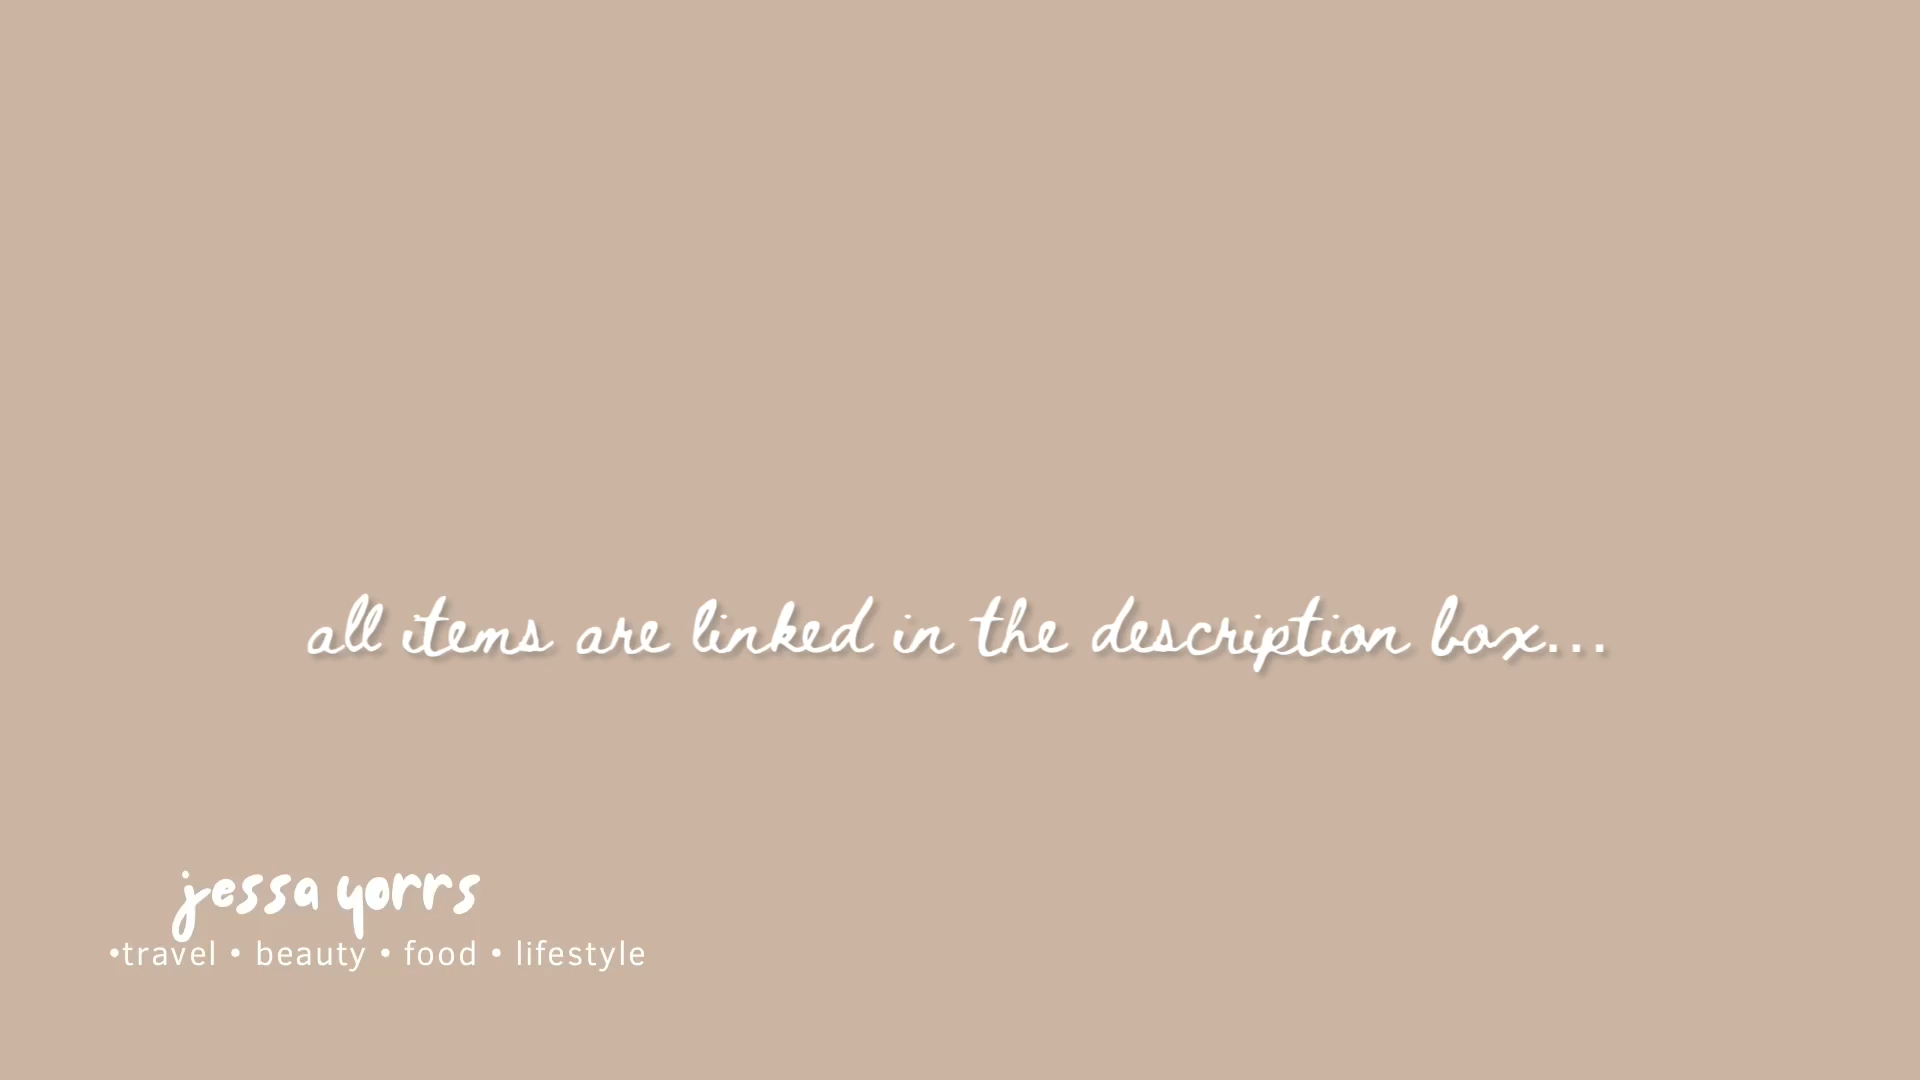 all items are linked in the description box...
jessa yorrs
•travel • beauty • food • lifestyle